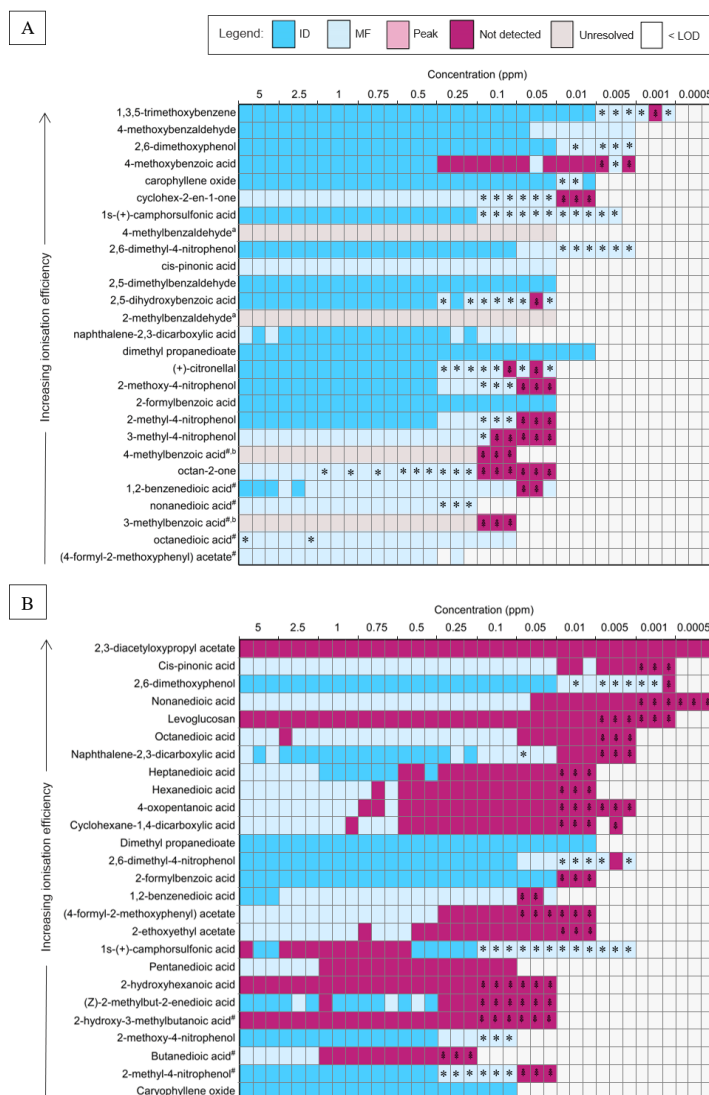 A
Legend: ID MF Peak Not detected Unresolved < LOD
Concentration (ppm)
5 2.5 1 0.75 0.5 0.25 0.1 0.05 0.01 0.005 0.001 0.0005
Increasing ionisation efficiency
1,3,5-trimethoxybenzene
4-methoxybenzaldehyde
2,6-dimethoxyphenol
4-methoxybenzoic acid
carophyllene oxide
cyclohex-2-en-1-one
1s-(+)-camphorsulfonic acid
4-methylbenzaldehydeᵃ
2,6-dimethyl-4-nitrophenol
cis-pinonic acid
2,5-dimethylbenzaldehyde
2,5-dihydroxybenzoic acid
2-methylbenzaldehydeᵃ
naphthalene-2,3-dicarboxylic acid
dimethyl propanedioate
(+)-citronellal
2-methoxy-4-nitrophenol
2-formylbenzoic acid
2-methyl-4-nitrophenol
3-methyl-4-nitrophenol
4-methylbenzoic acid#,b
octan-2-one
1,2-benzenedioic acid#
nonanedioic acid#
3-methylbenzoic acid#,b
octanedioic acid#
(4-formyl-2-methoxyphenyl) acetate#
B
Concentration (ppm)
5 2.5 1 0.75 0.5 0.25 0.1 0.05 0.01 0.005 0.001 0.0005
Increasing ionisation efficiency
2,3-diacetyloxypropyl acetate
Cis-pinonic acid
2,6-dimethoxyphenol
Nonanedioic acid
Levoglucosan
Octanedioic acid
Naphthalene-2,3-dicarboxylic acid
Heptanedioic acid
Hexanedioic acid
4-oxopentanoic acid
Cyclohexane-1,4-dicarboxylic acid
Dimethyl propanedioate
2,6-dimethyl-4-nitrophenol
2-formylbenzoic acid
1,2-benzenedioic acid
(4-formyl-2-methoxyphenyl) acetate
2-ethoxyethyl acetate
1s-(+)-camphorsulfonic acid
Pentanedioic acid
2-hydroxyhexanoic acid
(Z)-2-methylbut-2-enedioic acid
2-hydroxy-3-methylbutanoic acid#
2-methoxy-4-nitrophenol
Butanedioic acid#
2-methyl-4-nitrophenol#
Caryophyllene oxide